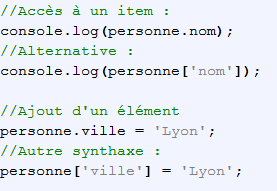 //Accès à un item :
console.log(personne.nom);
//Alternative :
console.log(personne['nom']);
//Ajout d'un élément
personne.ville = 'Lyon';
//Autre synthaxe :
personne['ville'] = 'Lyon';